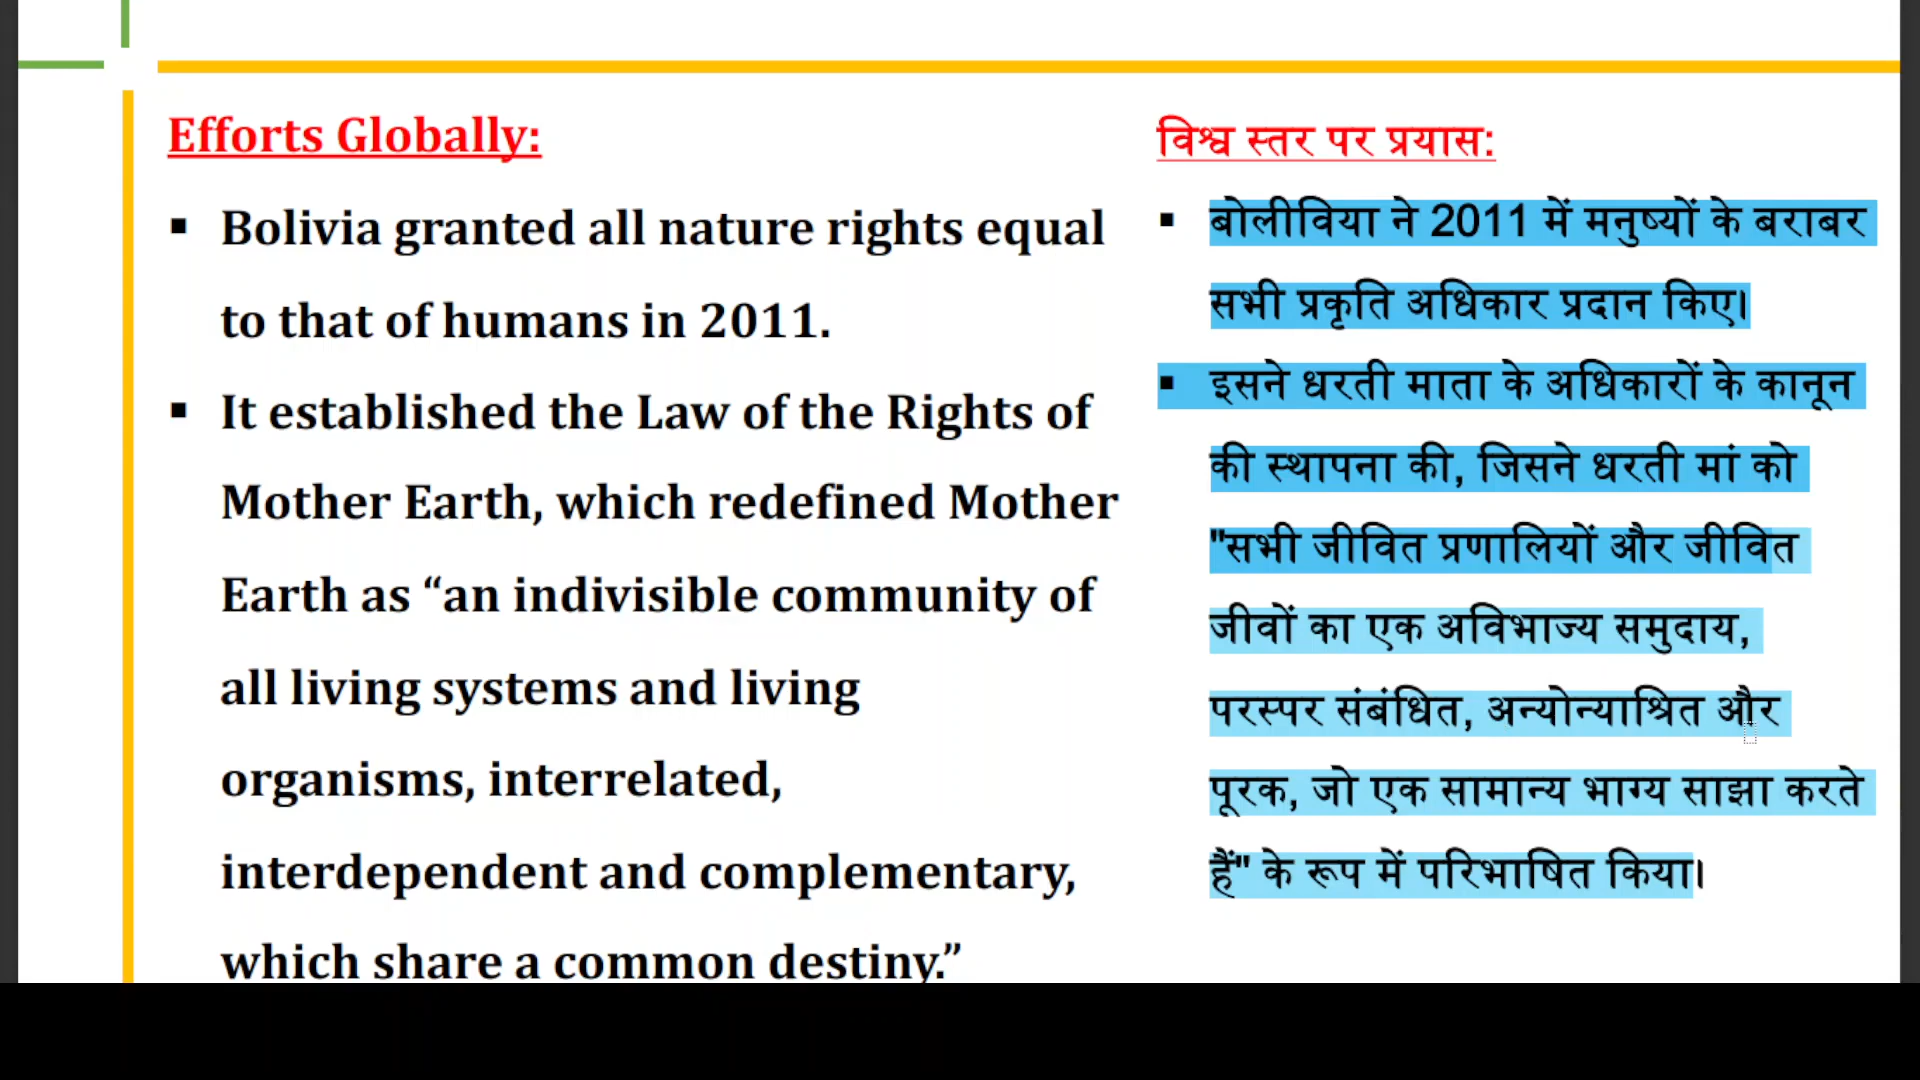 Efforts Globally:
▪ Bolivia granted all nature rights equal
to that of humans in 2011.
▪ It established the Law of the Rights of
Mother Earth, which redefined Mother
Earth as “an indivisible community of
all living systems and living
organisms, interrelated,
interdependent and complementary,
which share a common destiny.”
विश्व स्तर पर प्रयास:
▪ बोलीविया ने 2011 में मनुष्यों के बराबर
सभी प्रकृति अधिकार प्रदान किए।
▪ इसने धरती माता के अधिकारों के कानून
की स्थापना की, जिसने धरती मां को
"सभी जीवित प्रणालियों और जीवित
जीवों का एक अविभाज्य समुदाय,
परस्पर संबंधित, अन्योन्याश्रित और
पूरक, जो एक सामान्य भाग्य साझा करते
हैं" के रूप में परिभाषित किया।